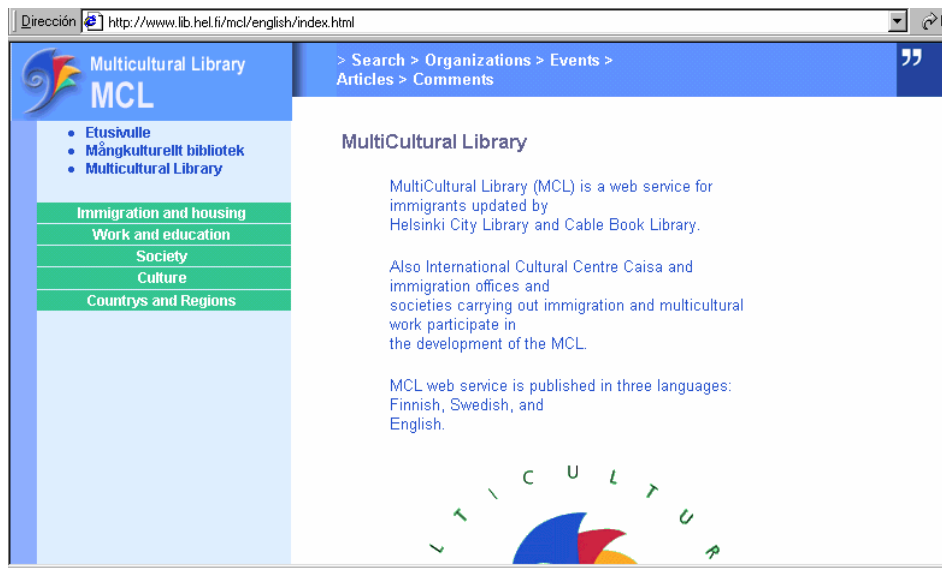 Dirección http://www.lib.hel.fi/mcl/english/index.html
Multicultural Library
MCL
> Search > Organizations > Events >
Articles > Comments
• Etusivulle
• Mångkulturellt bibliotek
• Multicultural Library
Immigration and housing
Work and education
Society
Culture
Countrys and Regions
MultiCultural Library
MultiCultural Library (MCL) is a web service for
immigrants updated by
Helsinki City Library and Cable Book Library.
Also International Cultural Centre Caisa and
immigration offices and
societies carrying out immigration and multicultural
work participate in
the development of the MCL.
MCL web service is published in three languages:
Finnish, Swedish, and
English.
L T I C U L T U R